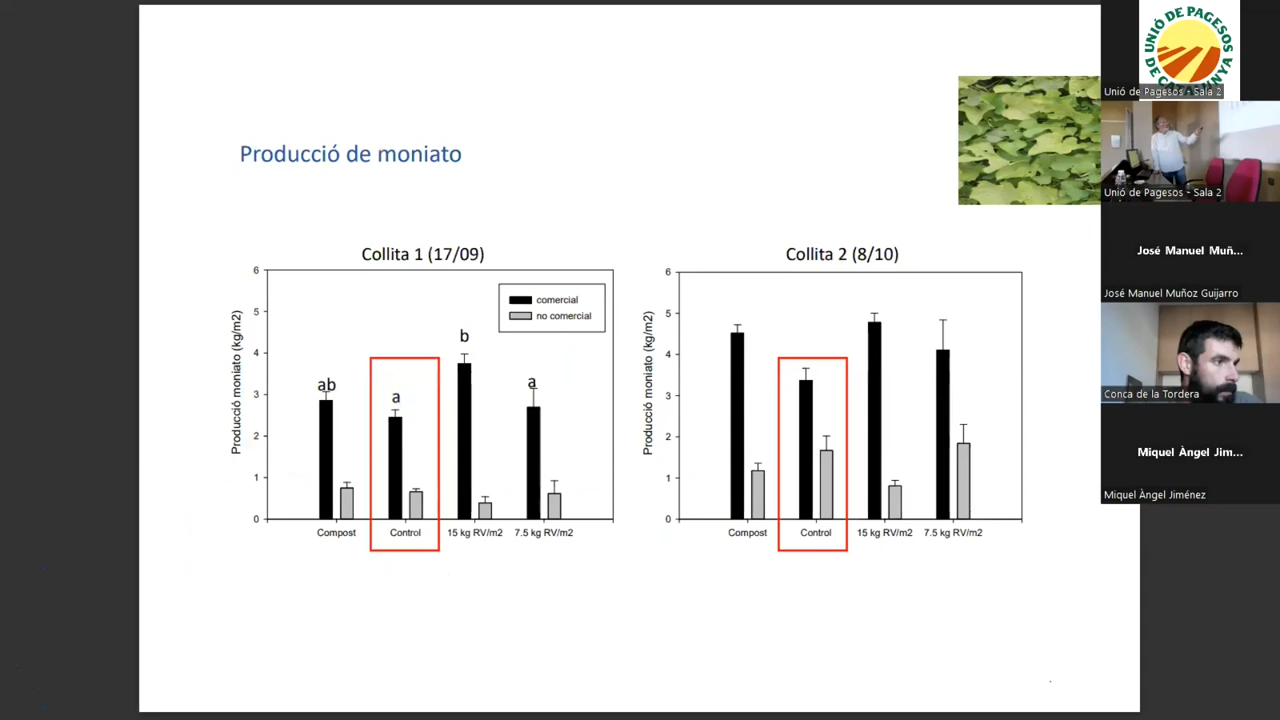 Producció de moniato
Collita 1 (17/09)
Producció moniato (kg/m2)
6
5
4
3
2
1
0
comercial
no comercial
ab
a
b
a
Compost
Control
15 kg RV/m2
7.5 kg RV/m2
Collita 2 (8/10)
Producció moniato (kg/m2)
6
5
4
3
2
1
0
Compost
Control
15 kg RV/m2
7.5 kg RV/m2
UNIÓ DE PAGESOS
DE CATALUNYA
Unió de Pagesos - Sala 2
Unió de Pagesos - Sala 2
José Manuel Muñ...
José Manuel Muñoz Guijarro
Conca de la Tordera
Miquel Àngel Jim...
Miquel Àngel Jiménez